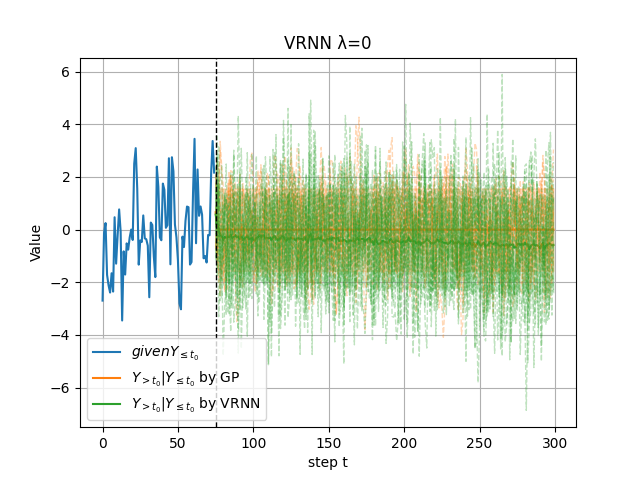 VRNN λ=0
Value
6
4
2
0
−2
−4
−6
givenY≤t₀
Y>t₀|Y≤t₀ by GP
Y>t₀|Y≤t₀ by VRNN
0 50 100 150 200 250 300
step t